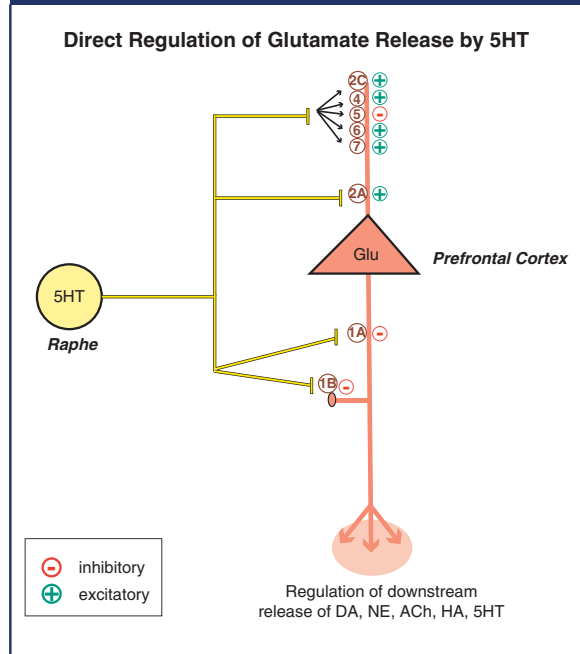 Direct Regulation of Glutamate Release by 5HT
2C +
4 +
5 -
6 +
7 +
2A +
Glu
Prefrontal Cortex
5HT
Raphe
1A -
1B -
- inhibitory
+ excitatory
Regulation of downstream
release of DA, NE, ACh, HA, 5HT